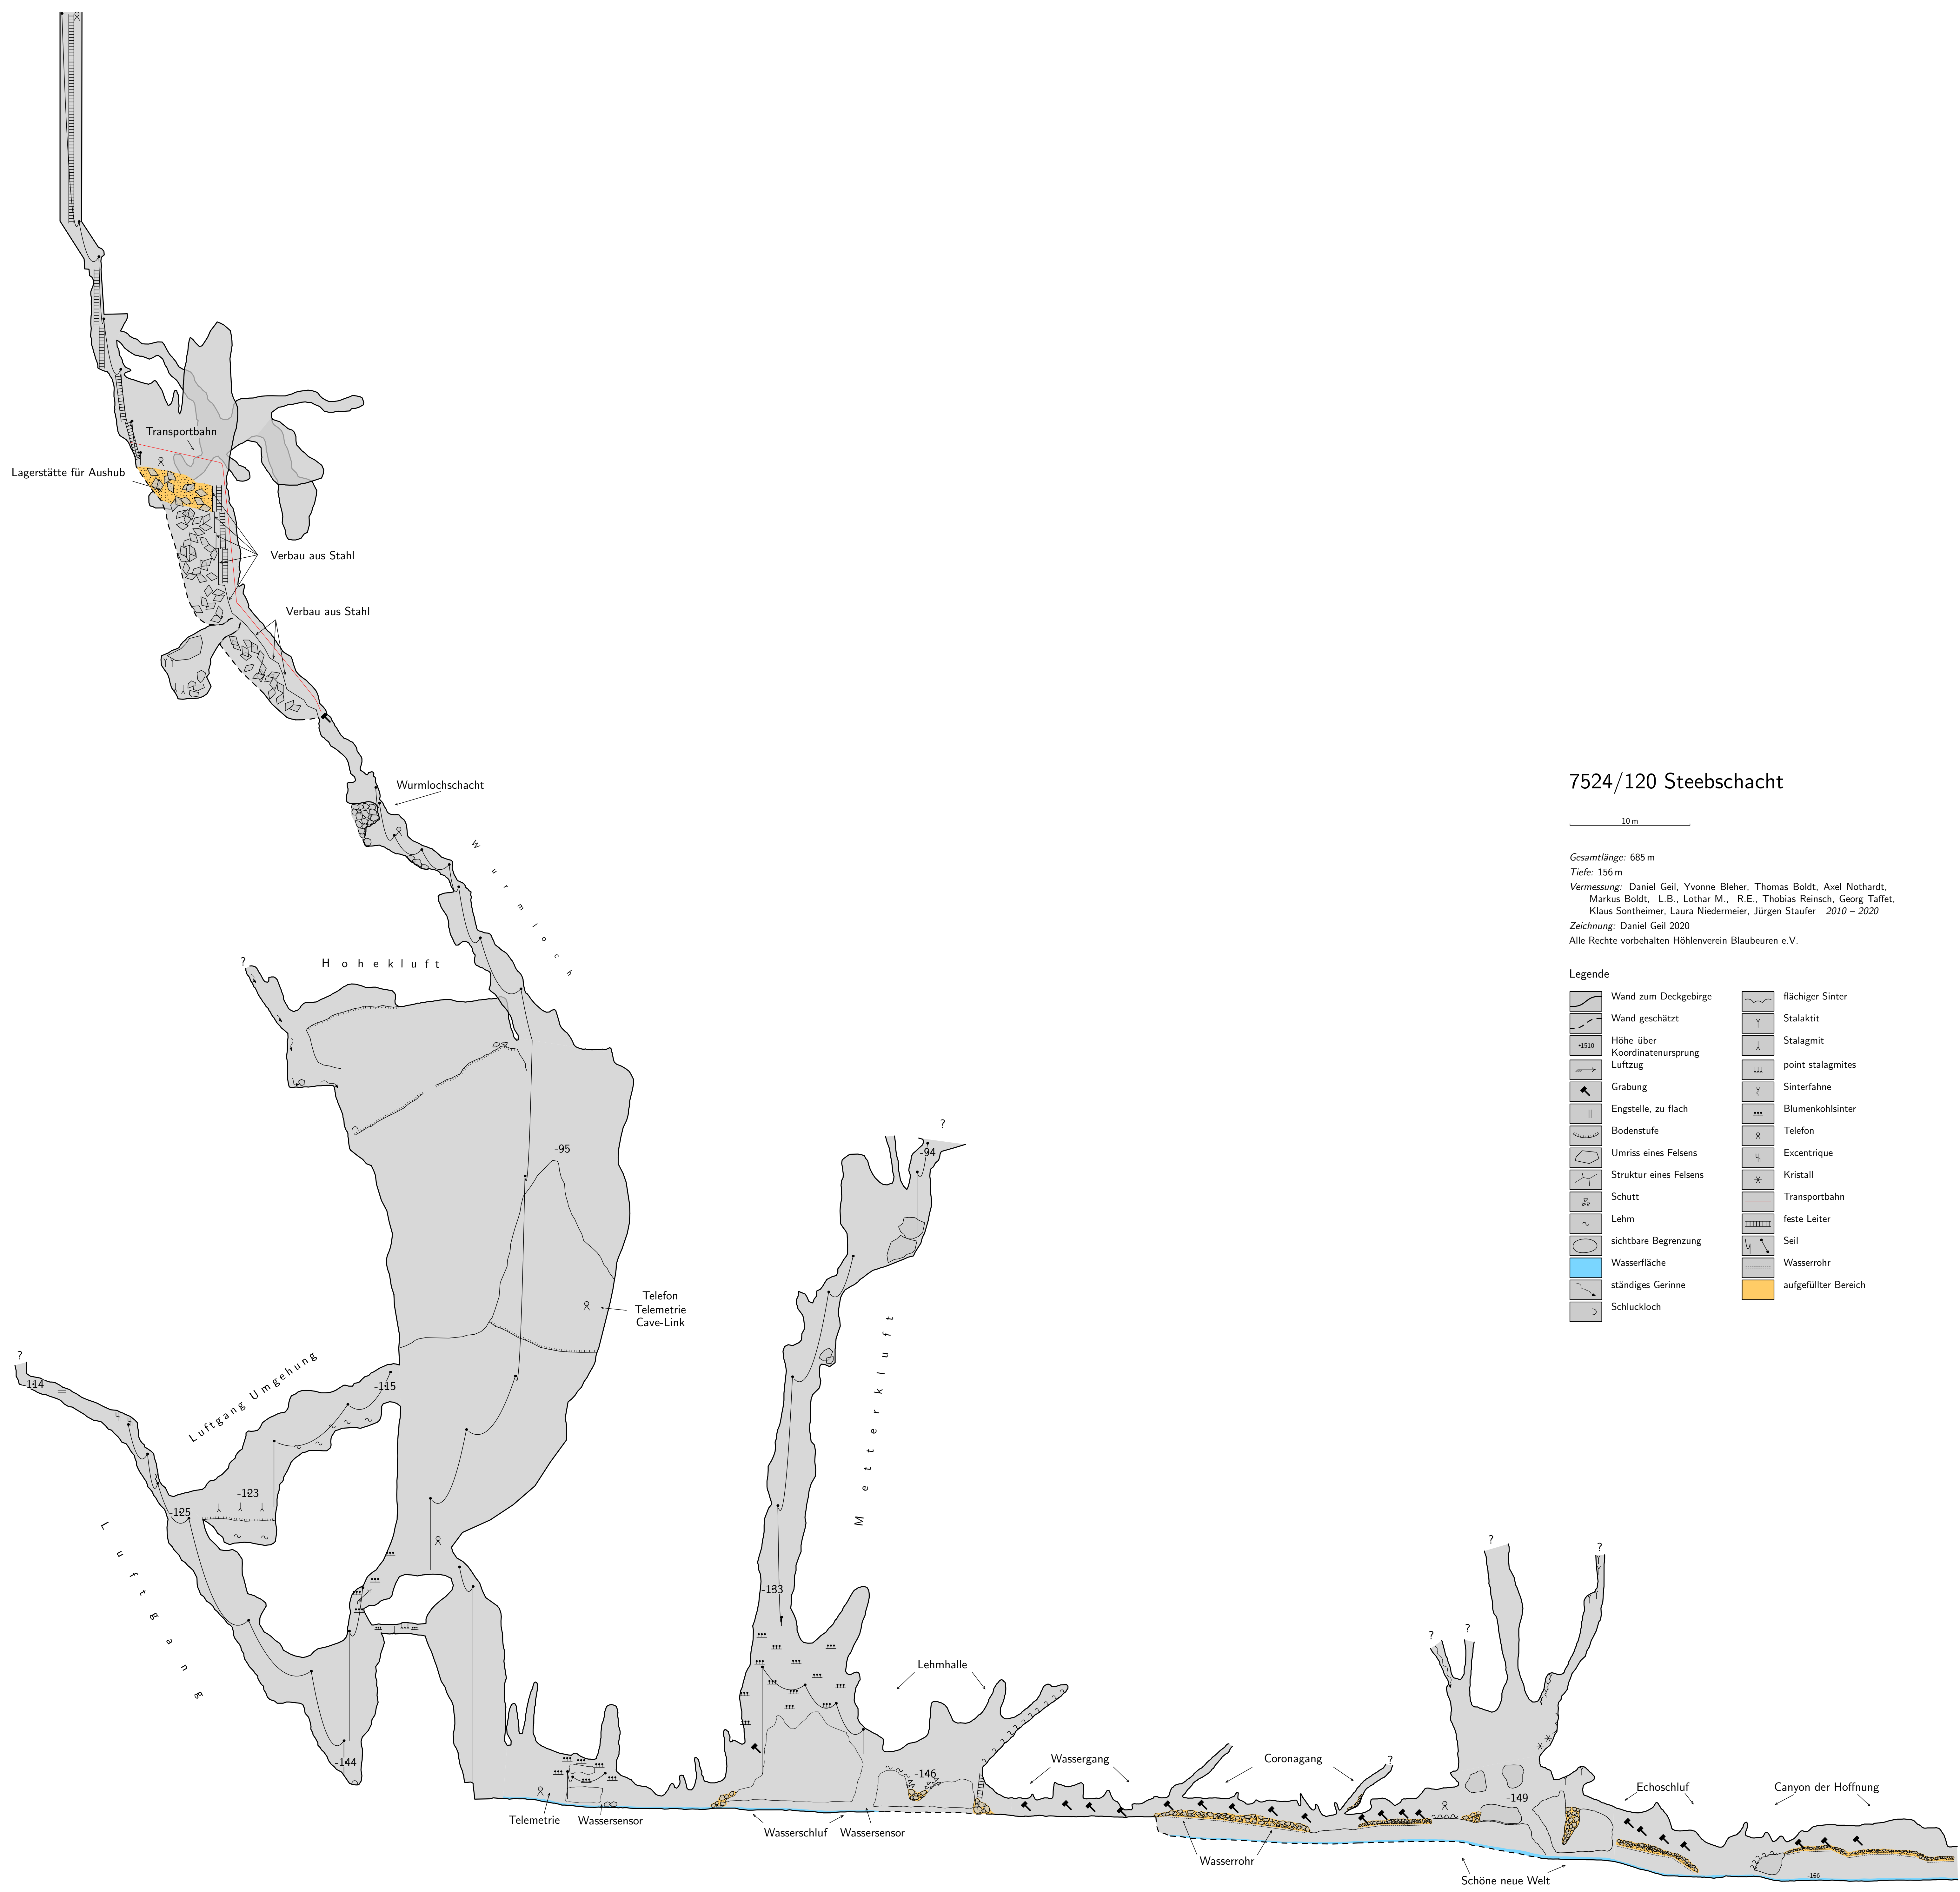 Transportbahn
Lagerstätte für Aushub
Verbau aus Stahl
Verbau aus Stahl
Wurmlochschacht
Wurmloch
?
Hohekluft
-95
?
-94
Telefon
Telemetrie
Cave-Link
Metterkluft
?
-114
Luftgang Umgehung
-115
-123
-125
Luftgang
-144
-133
Lehmhalle
-146
Telemetrie
Wassersensor
Wasserschluf
Wassersensor
Wassergang
Coronagang
?
Wasserrohr
?
?
?
?
-149
Schöne neue Welt
Echoschluf
Canyon der Hoffnung
7524/120 Steebschacht
10 m
Gesamtlänge: 685 m
Tiefe: 156 m
Vermessung: Daniel Geil, Yvonne Bleher, Thomas Boldt, Axel Nothardt,
Markus Boldt, L.B., Lothar M., R.E., Thobias Reinsch, Georg Taffet,
Klaus Sontheimer, Laura Niedermeier, Jürgen Staufer 2010 – 2020
Zeichnung: Daniel Geil 2020
Alle Rechte vorbehalten Höhlenverein Blaubeuren e.V.
Legende
Wand zum Deckgebirge
Wand geschätzt
1510
Höhe über
Koordinatenursprung
Luftzug
Grabung
Engstelle, zu flach
Bodenstufe
Umriss eines Felsens
Struktur eines Felsens
Schutt
Lehm
sichtbare Begrenzung
Wasserfläche
ständiges Gerinne
Schluckloch
flächiger Sinter
Stalaktit
Stalagmit
point stalagmites
Sinterfahne
Blumenkohlsinter
Telefon
Excentrique
Kristall
Transportbahn
feste Leiter
Seil
Wasserrohr
aufgefüllter Bereich